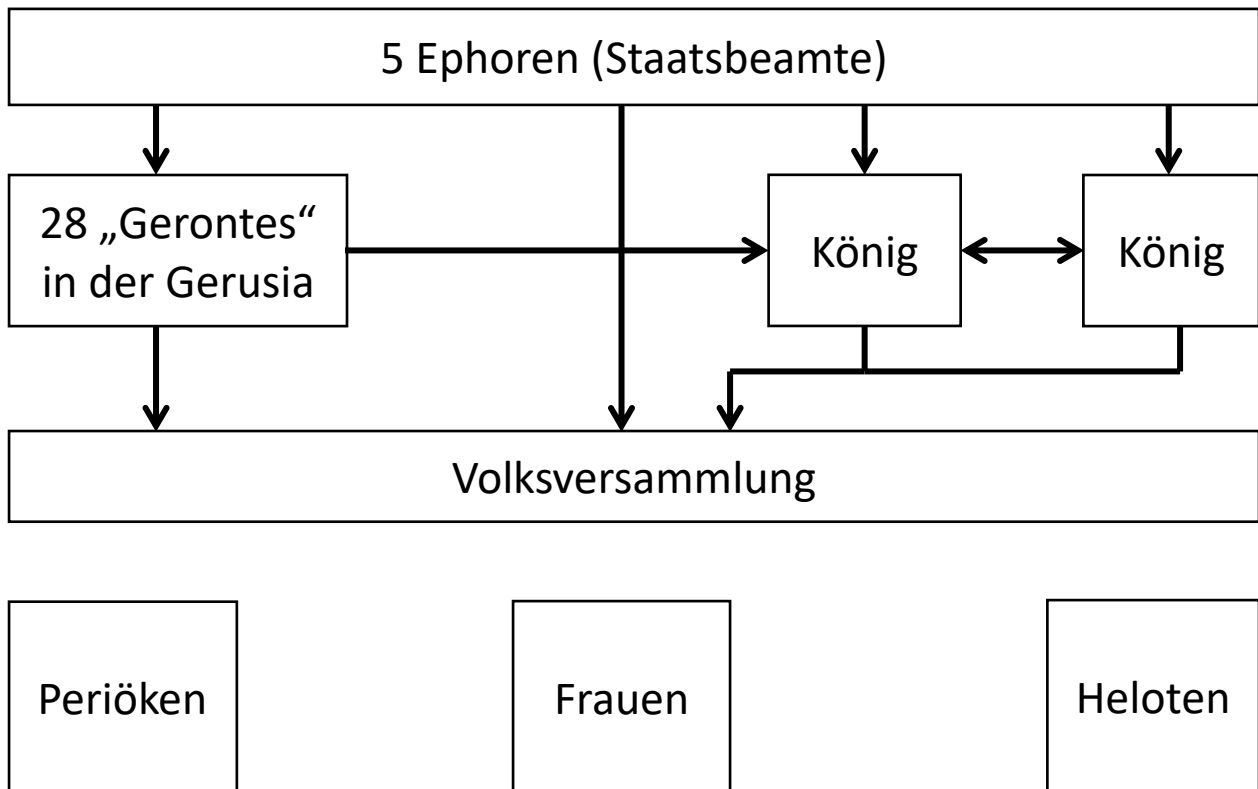 5 Ephoren (Staatsbeamte)
28 „Gerontes“
in der Gerusia
König
König
Volksversammlung
Periöken
Frauen
Heloten